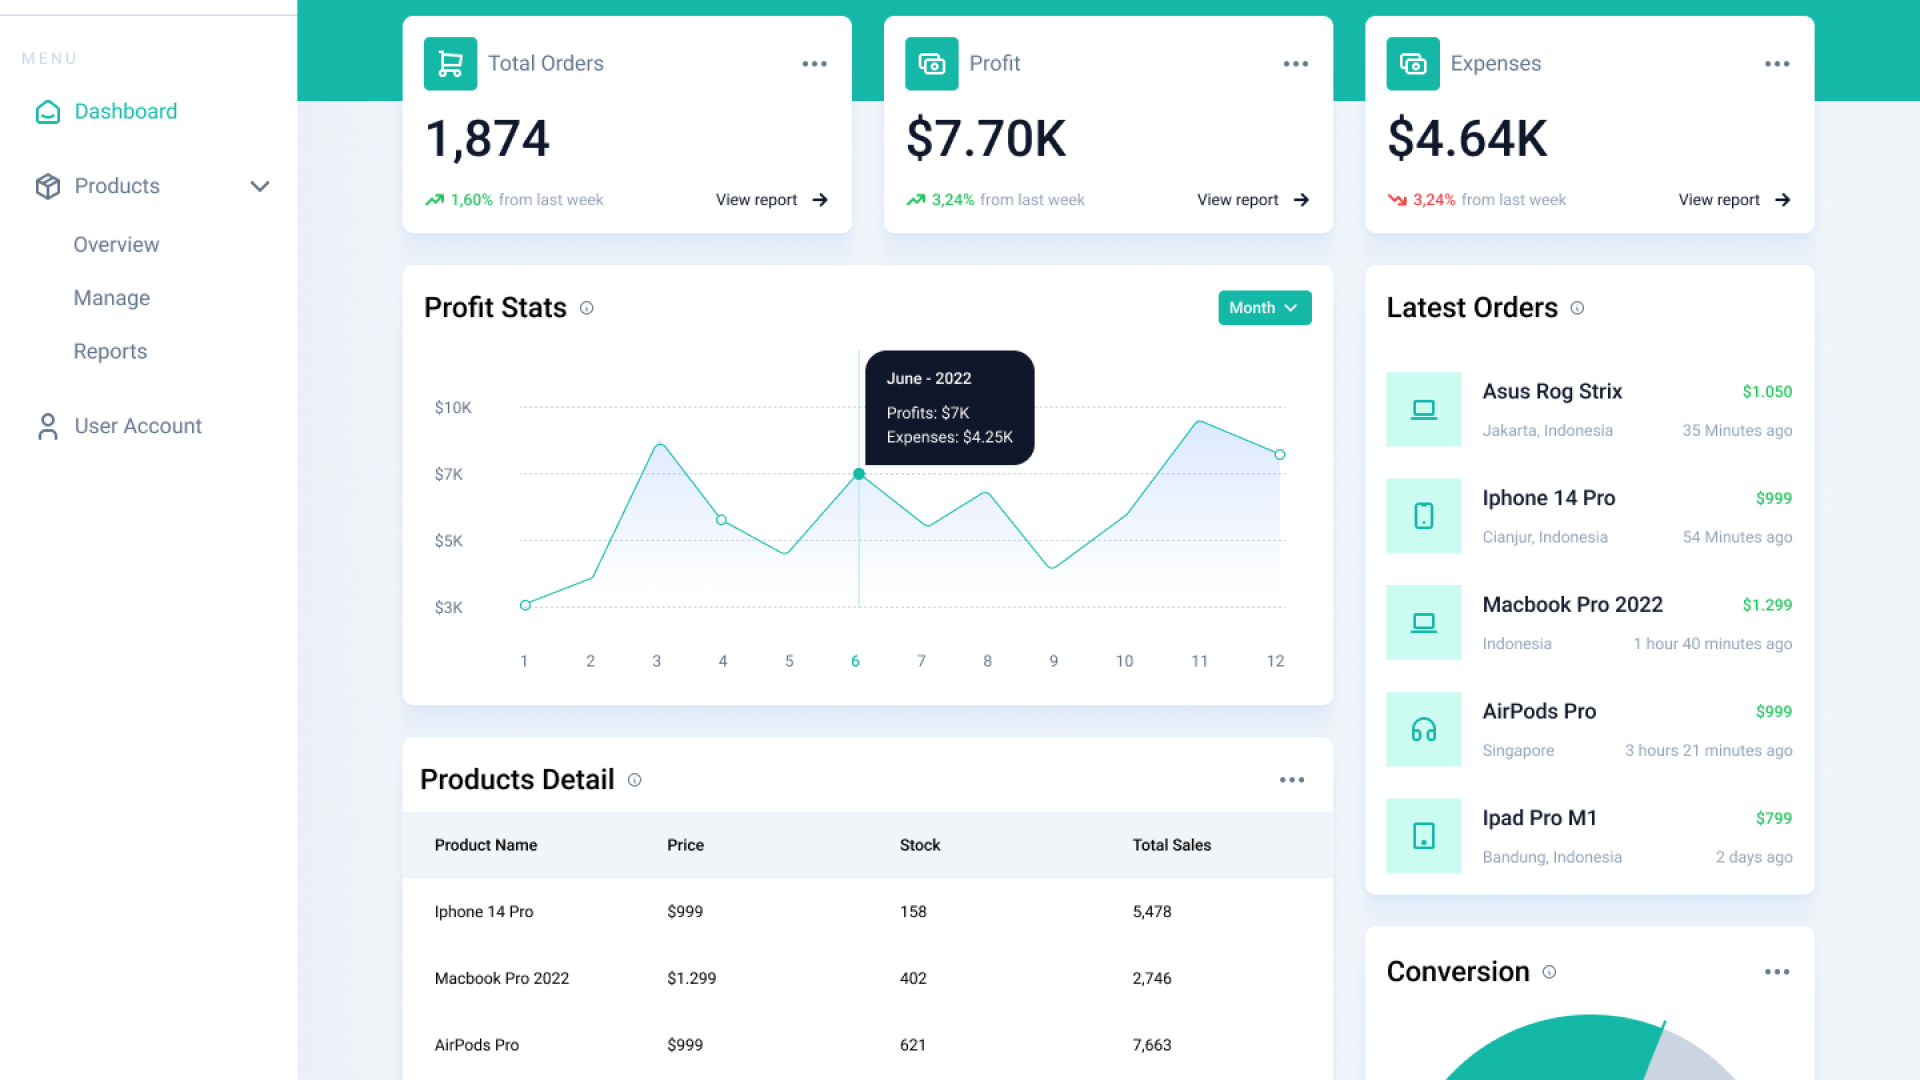 MENU
Dashboard
Products
Overview
Manage
Reports
User Account
Total Orders
1,874
1,60% from last week
View report
Profit
$7.70K
3,24% from last week
View report
Expenses
$4.64K
3,24% from last week
View report
Profit Stats
Month
June - 2022
Profits: $7K
Expenses: $4.25K
$10K
$7K
$5K
$3K
1 2 3 4 5 6 7 8 9 10 11 12
Latest Orders
Asus Rog Strix $1.050
Jakarta, Indonesia 35 Minutes ago
Iphone 14 Pro $999
Cianjur, Indonesia 54 Minutes ago
Macbook Pro 2022 $1.299
Indonesia 1 hour 40 minutes ago
AirPods Pro $999
Singapore 3 hours 21 minutes ago
Ipad Pro M1 $799
Bandung, Indonesia 2 days ago
Products Detail
Product Name Price Stock Total Sales
Iphone 14 Pro $999 158 5,478
Macbook Pro 2022 $1.299 402 2,746
AirPods Pro $999 621 7,663
Conversion